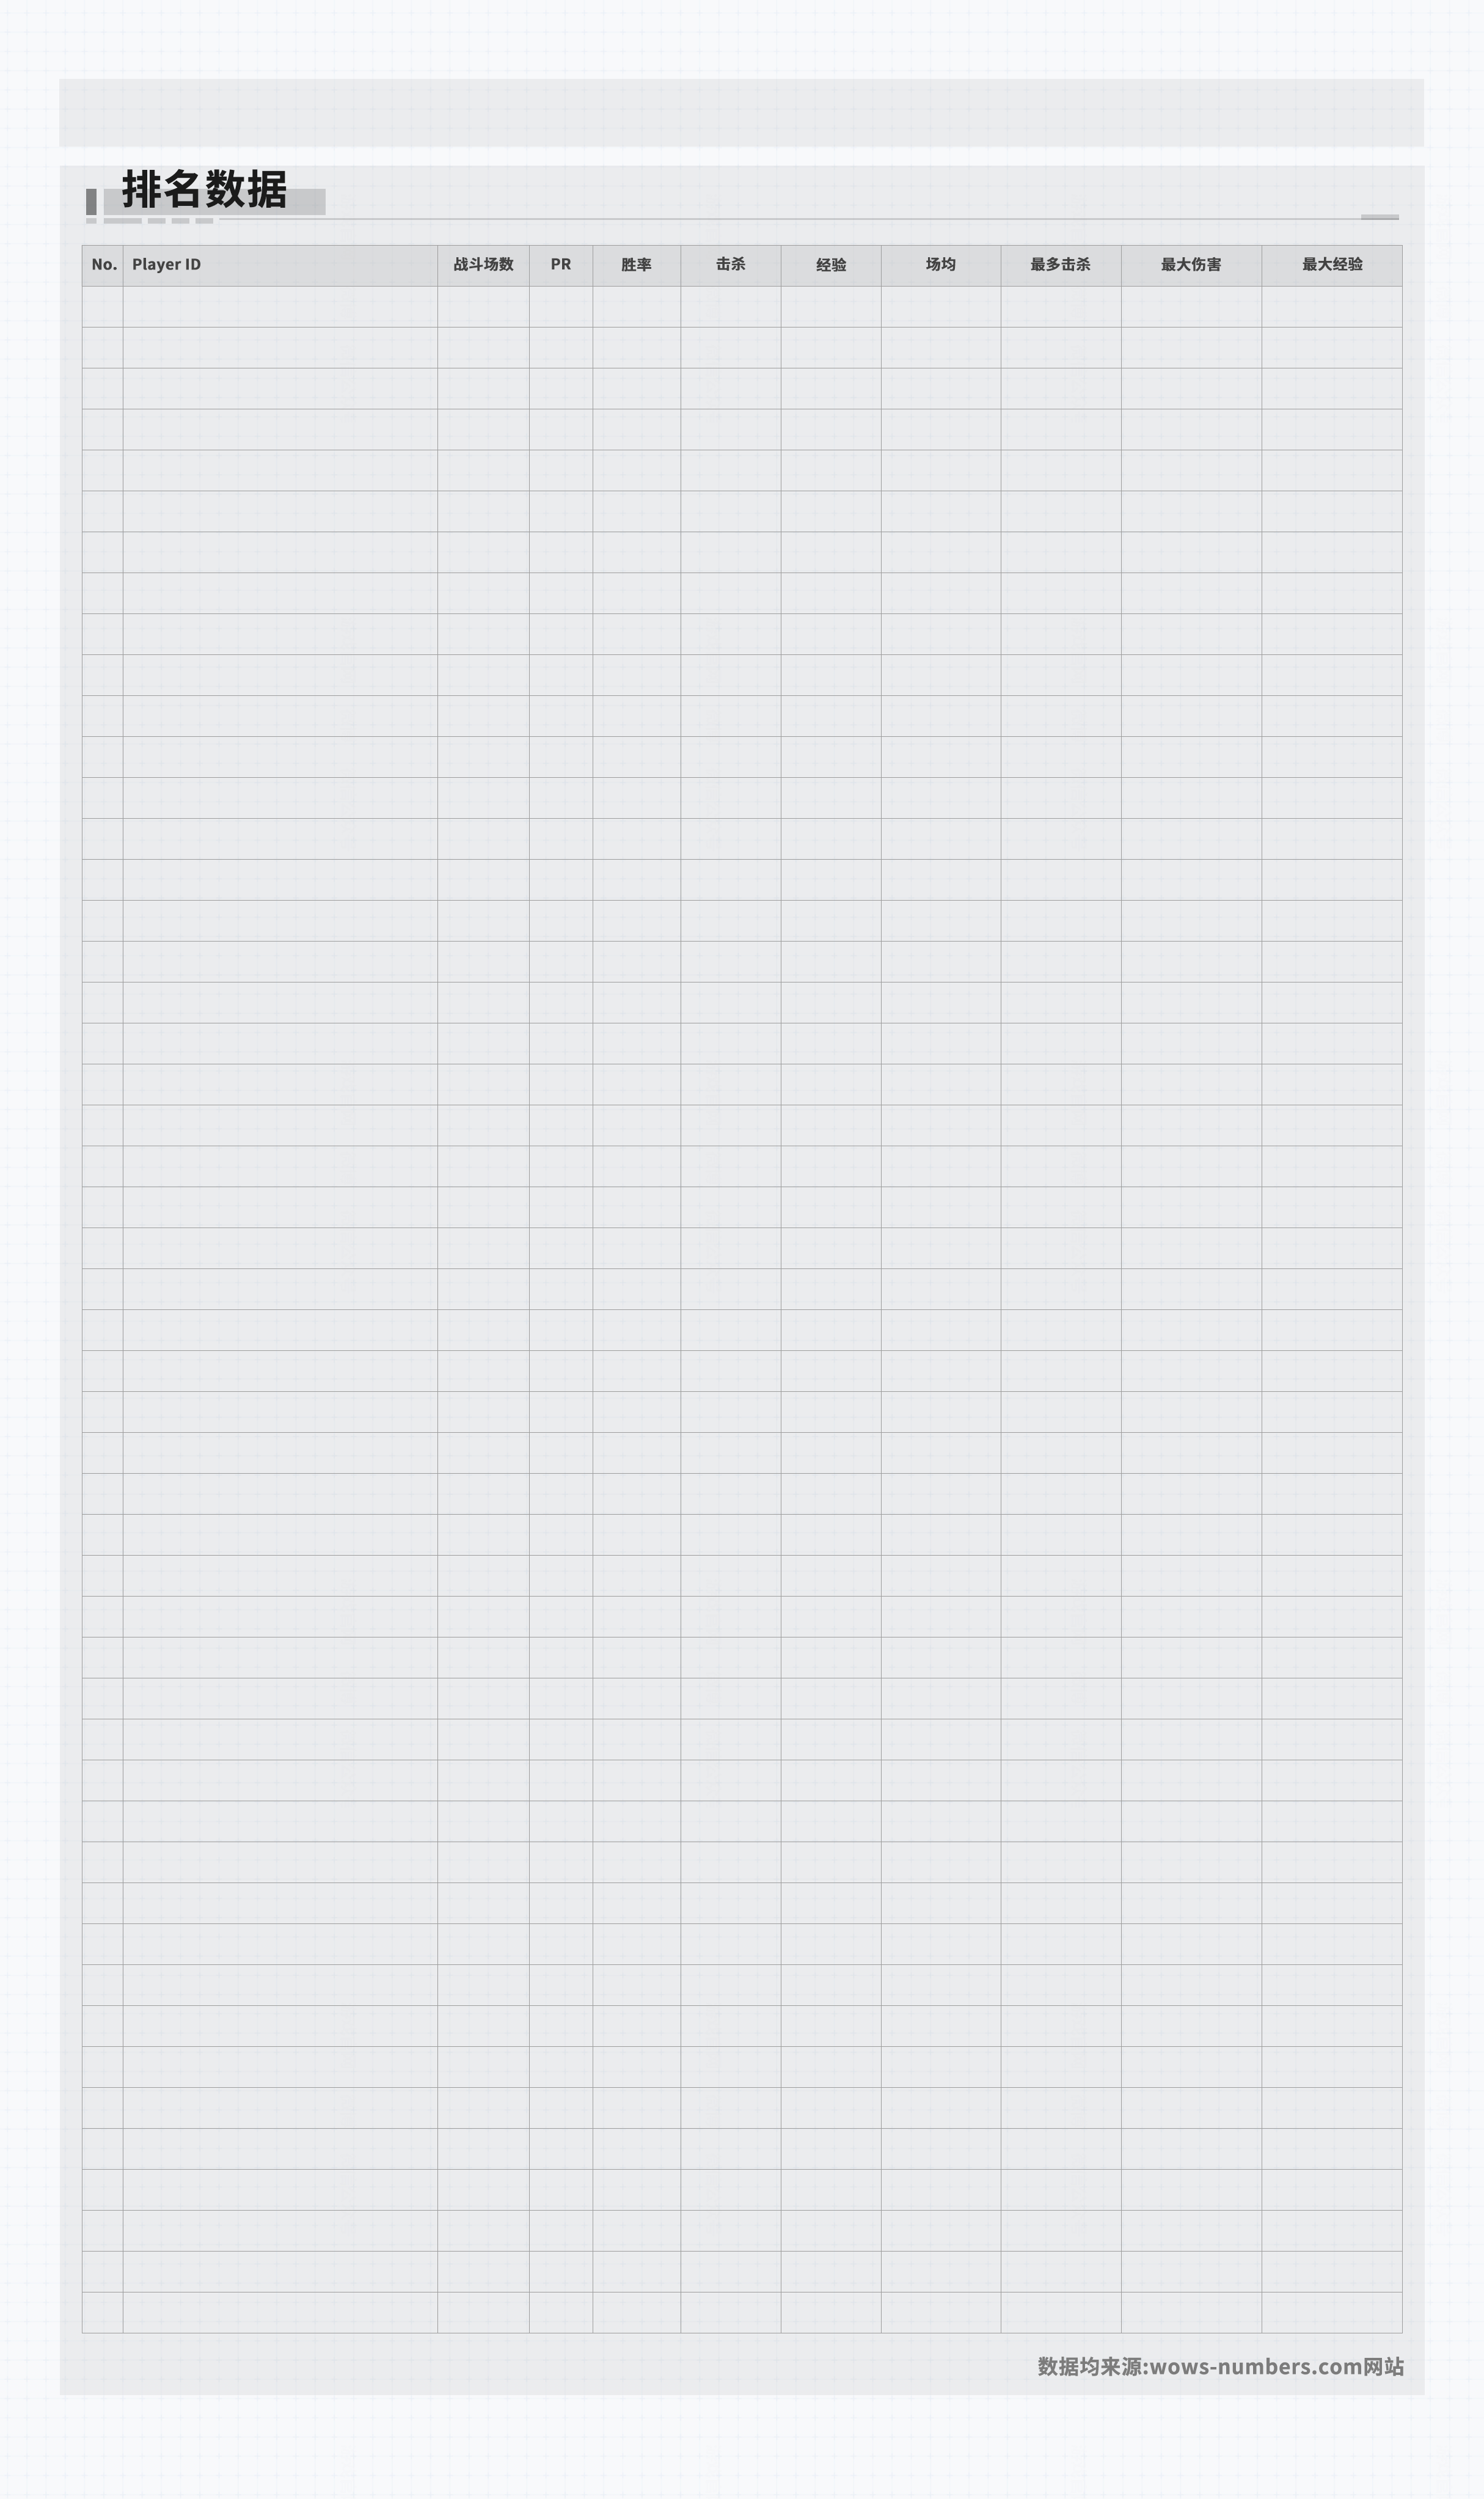 排名数据
No. Player ID 战斗场数 PR 胜率 击杀 经验 场均 最多击杀 最大伤害 最大经验
数据均来源:wows-numbers.com网站